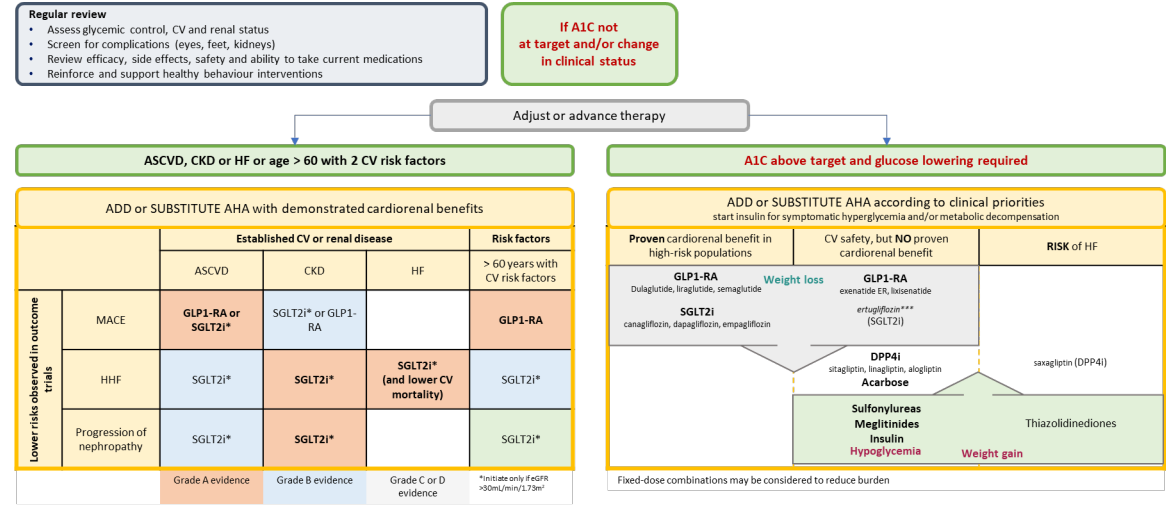 Regular review
• Assess glycemic control, CV and renal status
• Screen for complications (eyes, feet, kidneys)
• Review efficacy, side effects, safety and ability to take current medications
• Reinforce and support healthy behaviour interventions
If A1C not
at target and/or change
in clinical status
Adjust or advance therapy
ASCVD, CKD or HF or age > 60 with 2 CV risk factors
ADD or SUBSTITUTE AHA with demonstrated cardiorenal benefits
Established CV or renal disease
Risk factors
ASCVD
CKD
HF
> 60 years with
CV risk factors
Lower risks observed in outcome
trials
MACE
GLP1-RA or
SGLT2i*
SGLT2i* or GLP1-
RA
GLP1-RA
HHF
SGLT2i*
SGLT2i*
SGLT2i*
(and lower CV
mortality)
SGLT2i*
Progression of
nephropathy
SGLT2i*
SGLT2i*
SGLT2i*
Grade A evidence
Grade B evidence
Grade C or D
evidence
*Initiate only if eGFR
>30mL/min/1.73m²
A1C above target and glucose lowering required
ADD or SUBSTITUTE AHA according to clinical priorities
start insulin for symptomatic hyperglycemia and/or metabolic decompensation
Proven cardiorenal benefit in
high-risk populations
CV safety, but NO proven
cardiorenal benefit
RISK of HF
GLP1-RA
Dulaglutide, liraglutide, semaglutide
Weight loss
GLP1-RA
exenatide ER, lixisenatide
SGLT2i
canagliflozin, dapagliflozin, empagliflozin
ertugliflozin***
(SGLT2i)
DPP4i
sitagliptin, linagliptin, alogliptin
Acarbose
saxagliptin (DPP4i)
Sulfonylureas
Meglitinides
Insulin
Hypoglycemia
Weight gain
Thiazolidinediones
Fixed-dose combinations may be considered to reduce burden